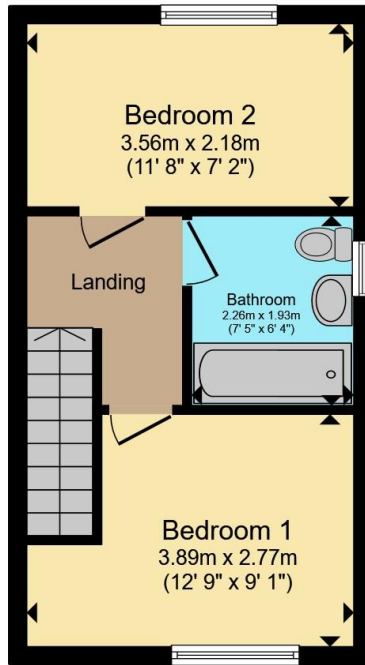 Bedroom 2
3.56m x 2.18m
(11' 8" x 7' 2")
Landing
Bathroom
2.26m x 1.93m
(7' 5" x 6' 4")
Bedroom 1
3.89m x 2.77m
(12' 9" x 9' 1")